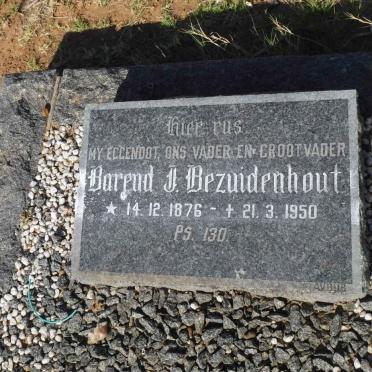 Hier rus
MY EGGENOOT, ONS VADER EN GROOTVADER
Barend J. Bezuidenhout
★ 14. 12. 1876 - ✝ 21. 3. 1950
PS. 130.